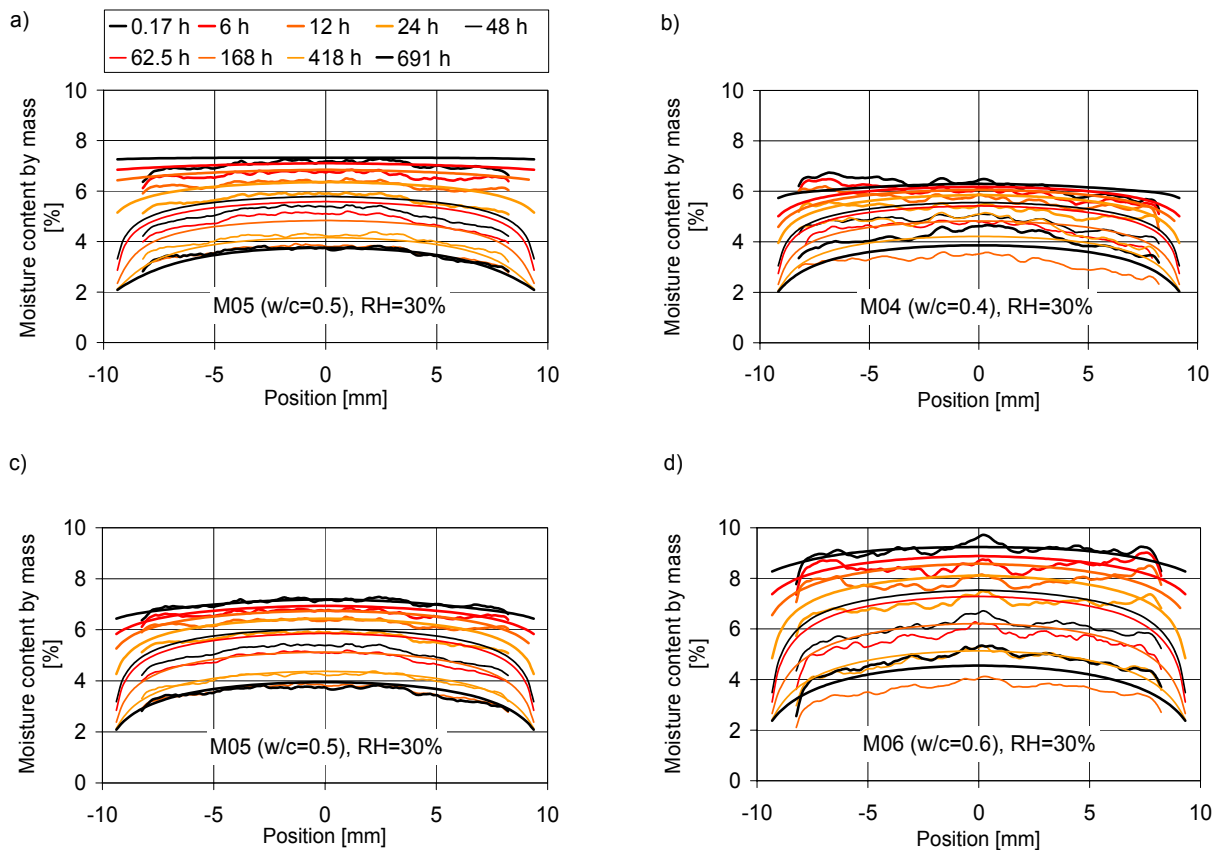 a)
0.17 h 6 h 12 h 24 h 48 h
62.5 h 168 h 418 h 691 h
Moisture content by mass
[%]
10
8
6
4
2
0
M05 (w/c=0.5), RH=30%
-10 -5 0 5 10
Position [mm]
b)
Moisture content by mass
[%]
10
8
6
4
2
0
M04 (w/c=0.4), RH=30%
-10 -5 0 5 10
Position [mm]
c)
Moisture content by mass
[%]
10
8
6
4
2
0
M05 (w/c=0.5), RH=30%
-10 -5 0 5 10
Position [mm]
d)
Moisture content by mass
[%]
10
8
6
4
2
0
M06 (w/c=0.6), RH=30%
-10 -5 0 5 10
Position [mm]